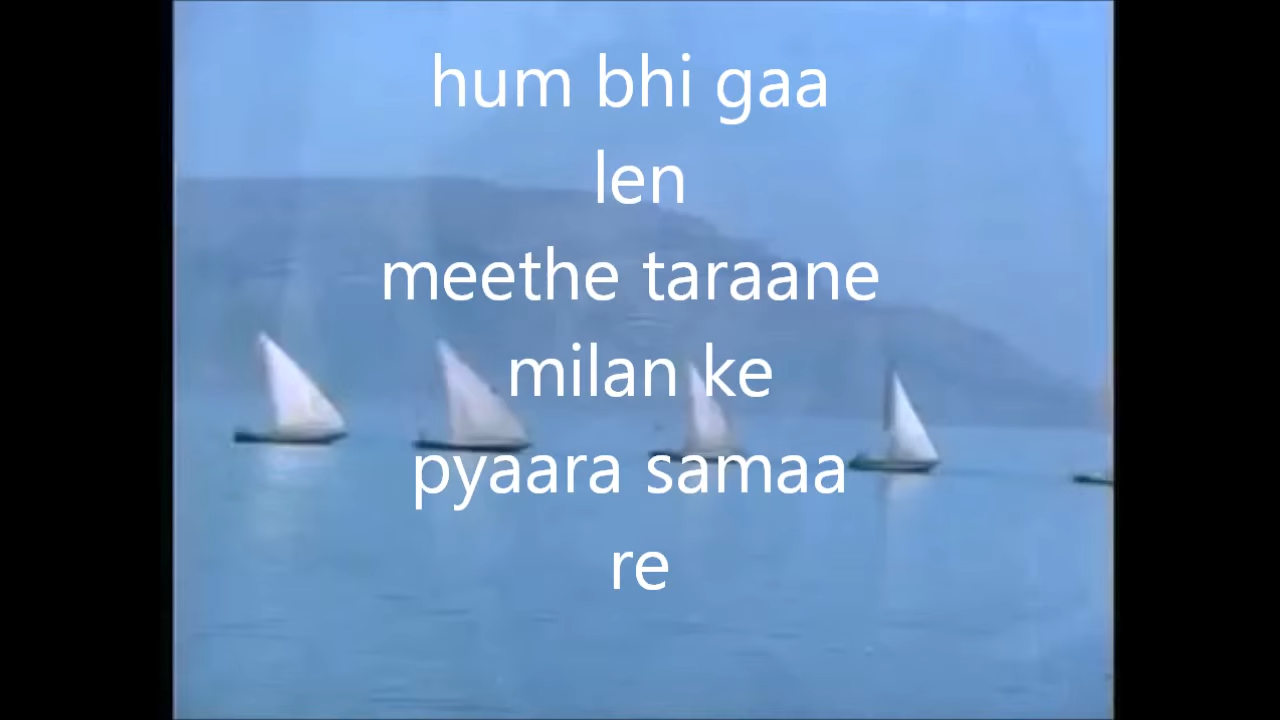 hum bhi gaa
len
meethe taraane
milan ke
pyaara samaa
re